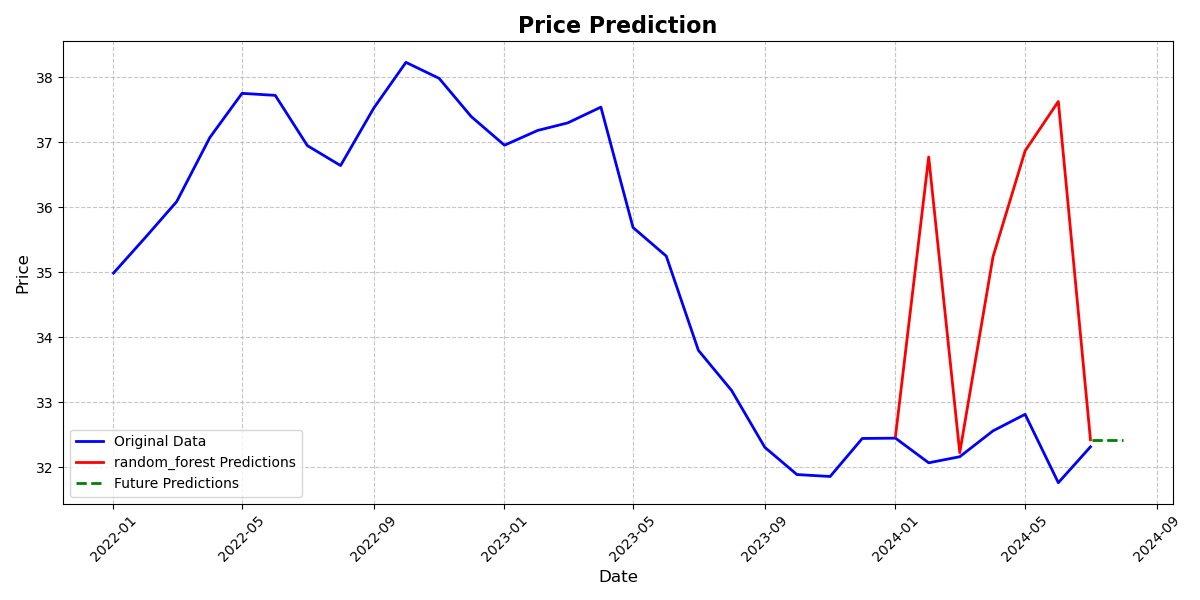 Price Prediction
Price
38
37
36
35
34
33
32
Original Data
random_forest Predictions
Future Predictions
2022-01
2022-05
2022-09
2023-01
2023-05
2023-09
2024-01
2024-05
2024-09
Date